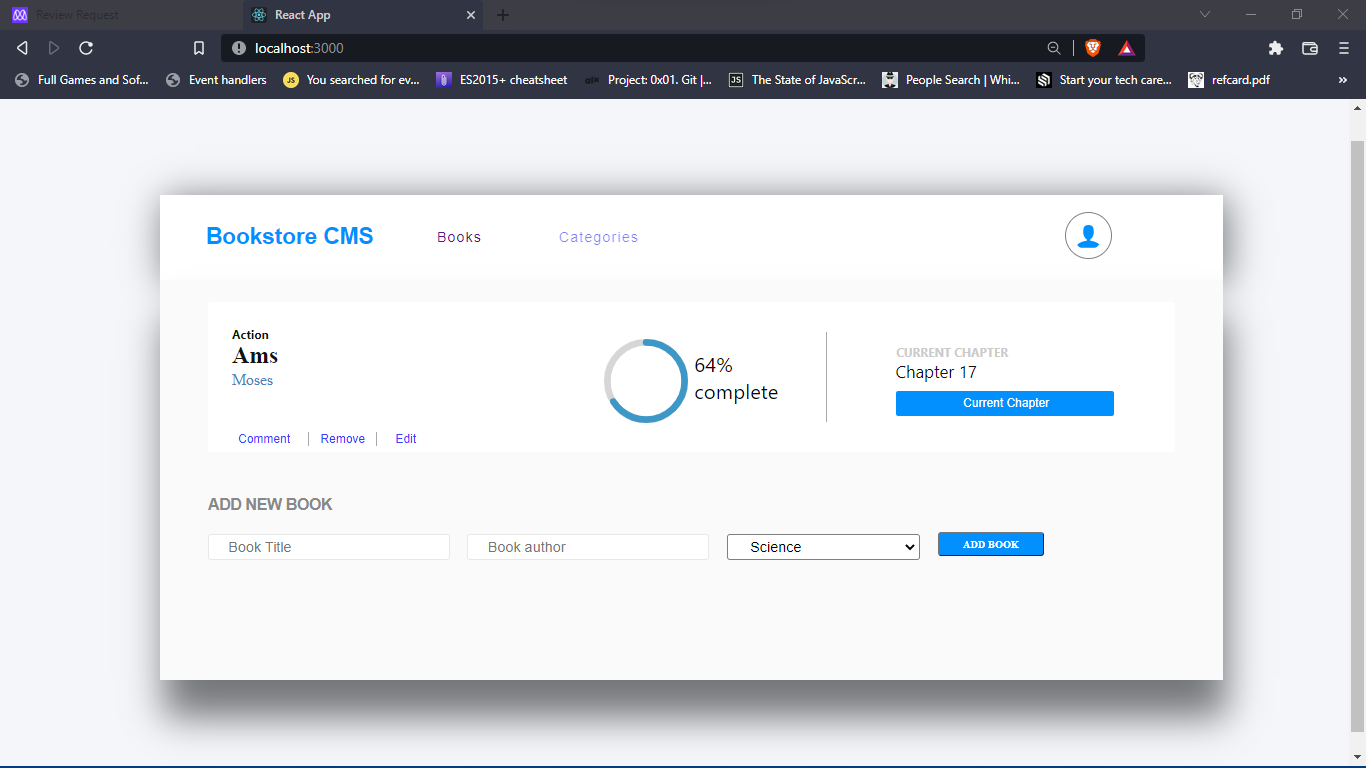 Review Request
React App
localhost:3000
Full Games and Sof...
Event handlers
JS
You searched for ev...
ES2015+ cheatsheet
Project: 0x01. Git |...
JS
The State of JavaScr...
People Search | Whi...
Start your tech care...
refcard.pdf
Bookstore CMS
Books
Categories
Action
Ams
Moses
Comment
Remove
Edit
64%
complete
CURRENT CHAPTER
Chapter 17
Current Chapter
ADD NEW BOOK
Book Title
Book author
Science
ADD BOOK